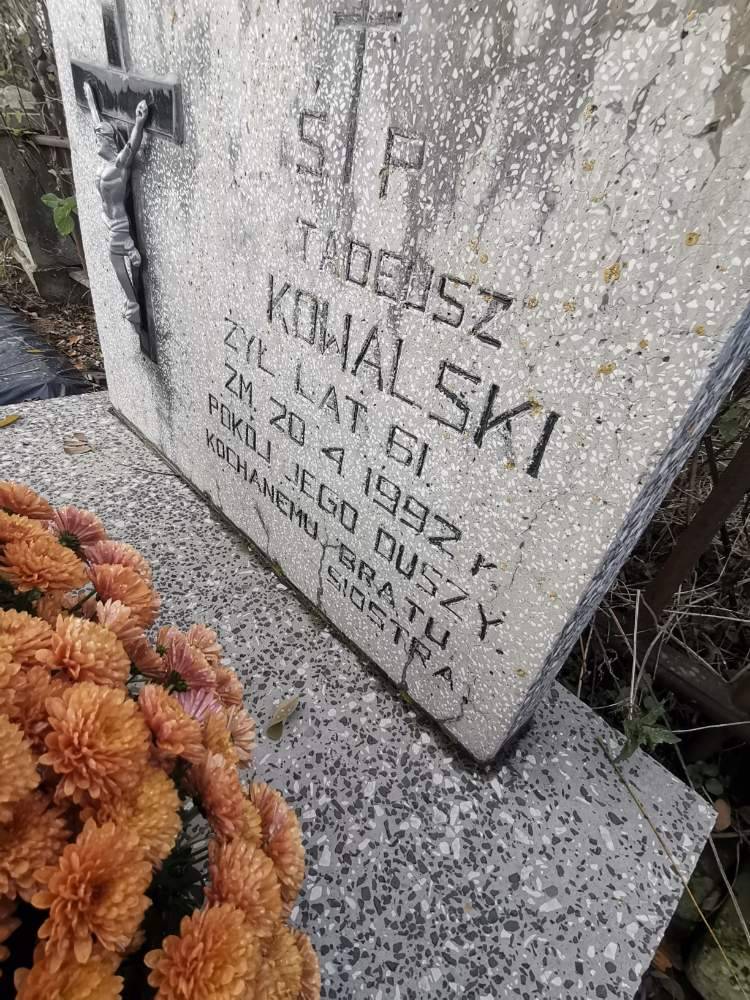 Ś P
TADEUSZ
KOWALSKI
ŻYŁ LAT 61.
ZM. 20. 4 1992 r.
POKÓJ JEGO DUSZY.
KOCHANEMU BRATU
SIOSTRA